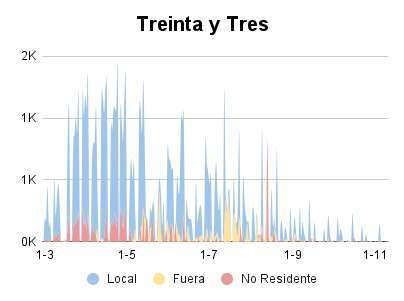 Treinta y Tres
2K
1K
1K
0K
1-3 1-5 1-7 1-9 1-11
Local Fuera No Residente